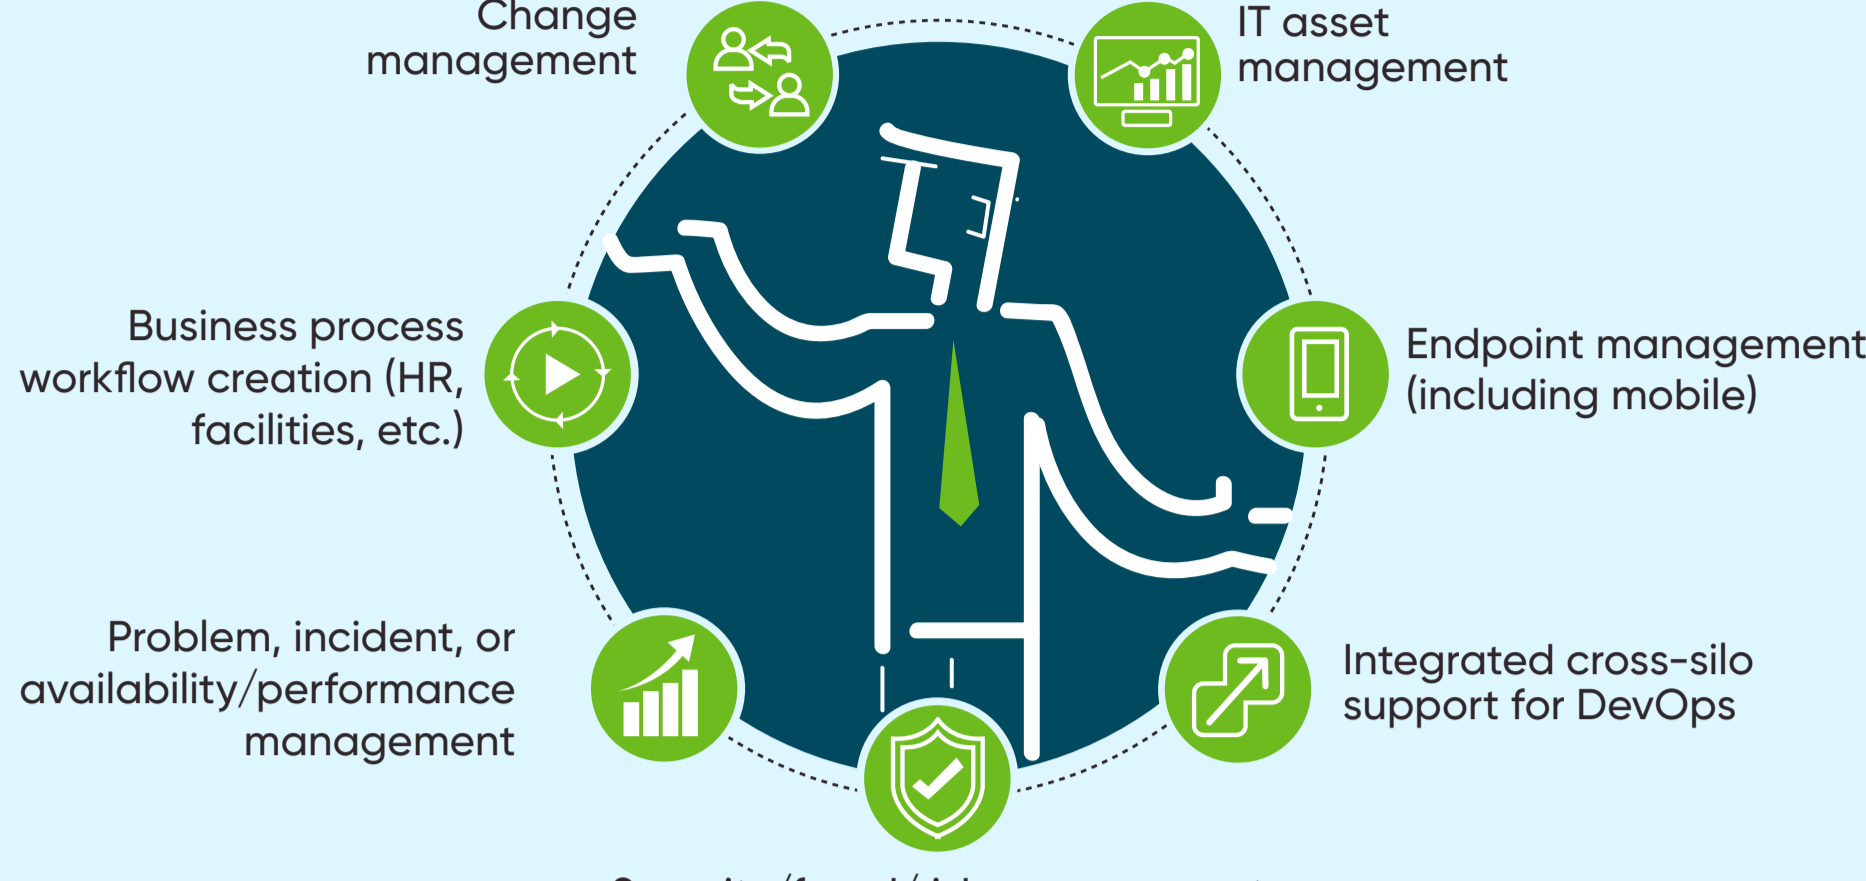 Change
management
IT asset
management
Business process
workflow creation (HR,
facilities, etc.)
Endpoint management
(including mobile)
Problem, incident, or
availability/performance
management
Integrated cross-silo
support for DevOps